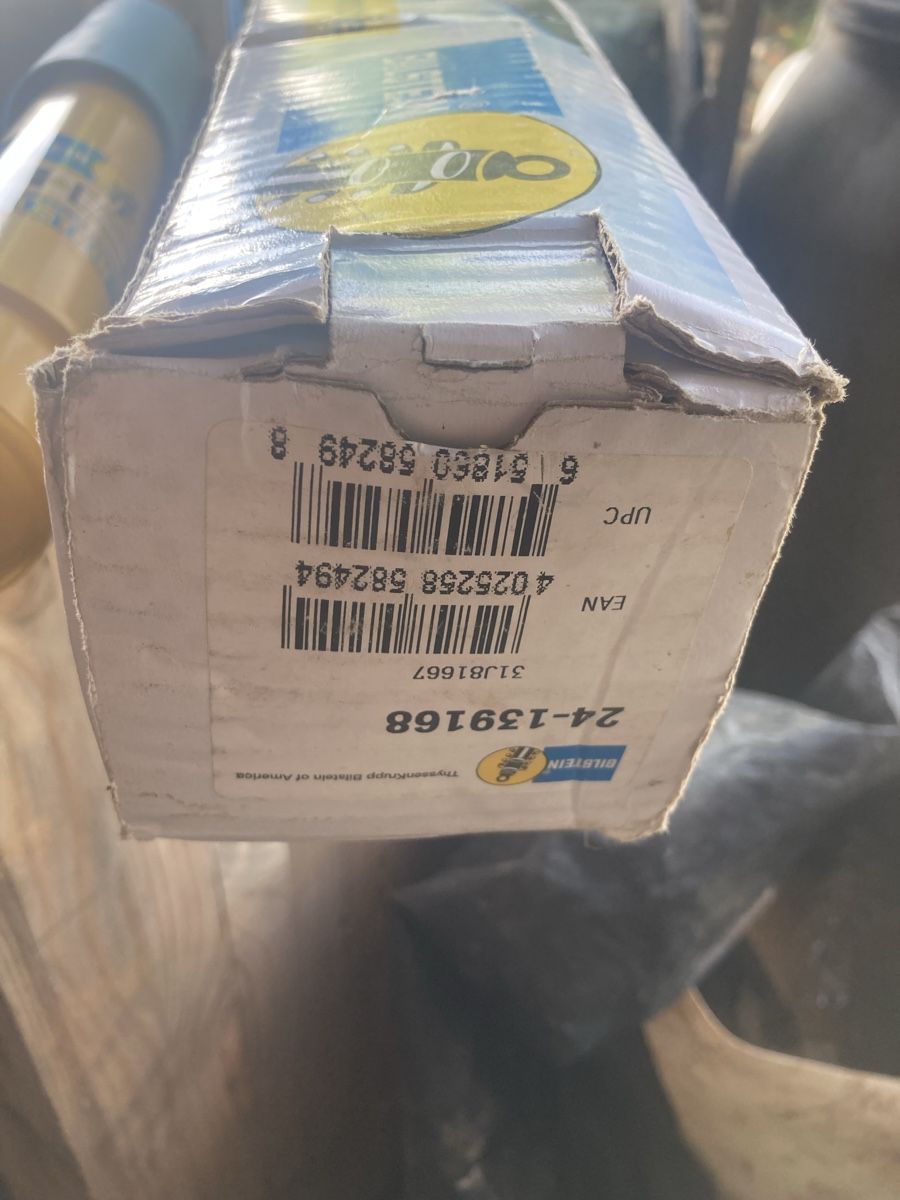 BILSTEIN® ThyssenKrupp Bilstein of America
24-139168
31J81667
EAN
4 025258 582494
UPC
6 51860 58249 8